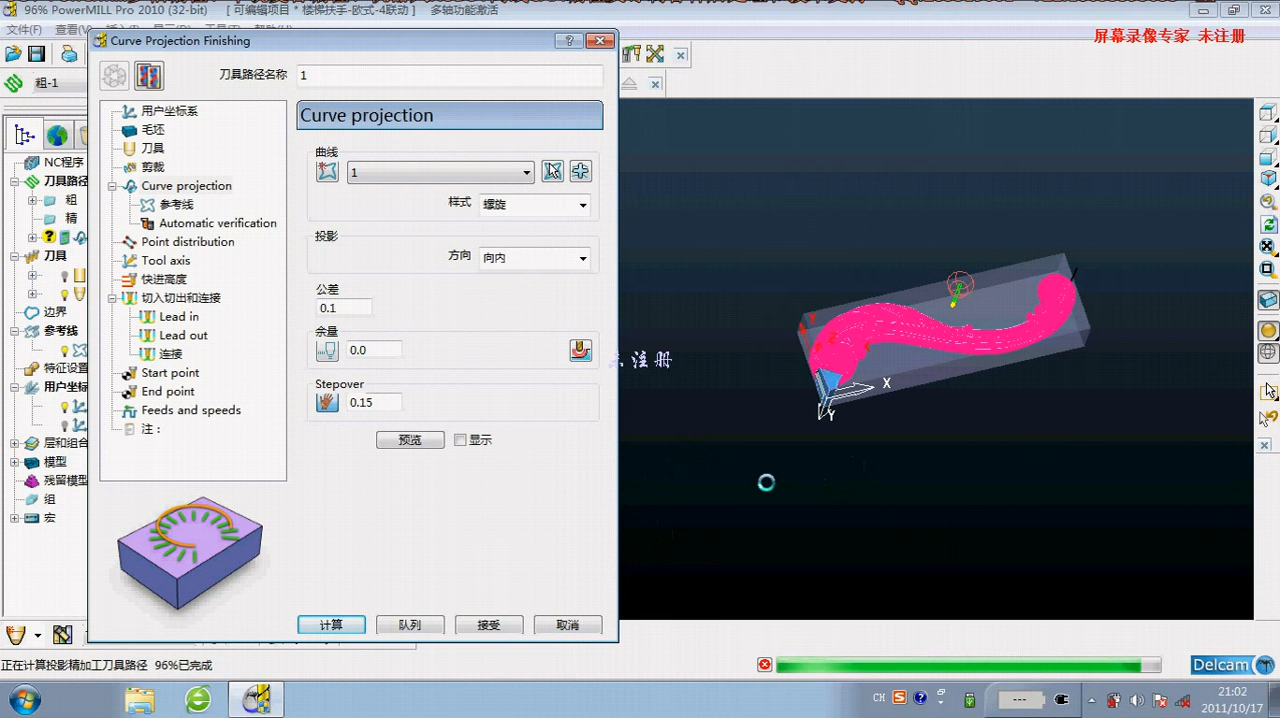 96% PowerMILL Pro 2010 (32-bit)   [ 可编辑项目 * 楼梯扶手-欧式-4联动 ]   多轴功能激活
文件(F)  查看(V)
屏幕录像专家 未注册
Curve Projection Finishing
刀具路径名称  1
粗-1
Curve projection
用户坐标系
毛坯
刀具
剪裁
Curve projection
参考线
Automatic verification
Point distribution
Tool axis
快进高度
切入切出和连接
Lead in
Lead out
连接
Start point
End point
Feeds and speeds
注：
曲线
1
样式  螺旋
投影
方向  向内
公差
0.1
余量
0.0
Stepover
0.15
预览  显示
计算  队列  接受  取消
NC程序
刀具路径
粗
精
刀具
边界
参考线
特征设置
用户坐标
层和组合
模型
残留模型
组
宏
未注册
X
Y
正在计算投影精加工刀具路径  96%已完成
Delcam
CH
21:02
2011/10/17